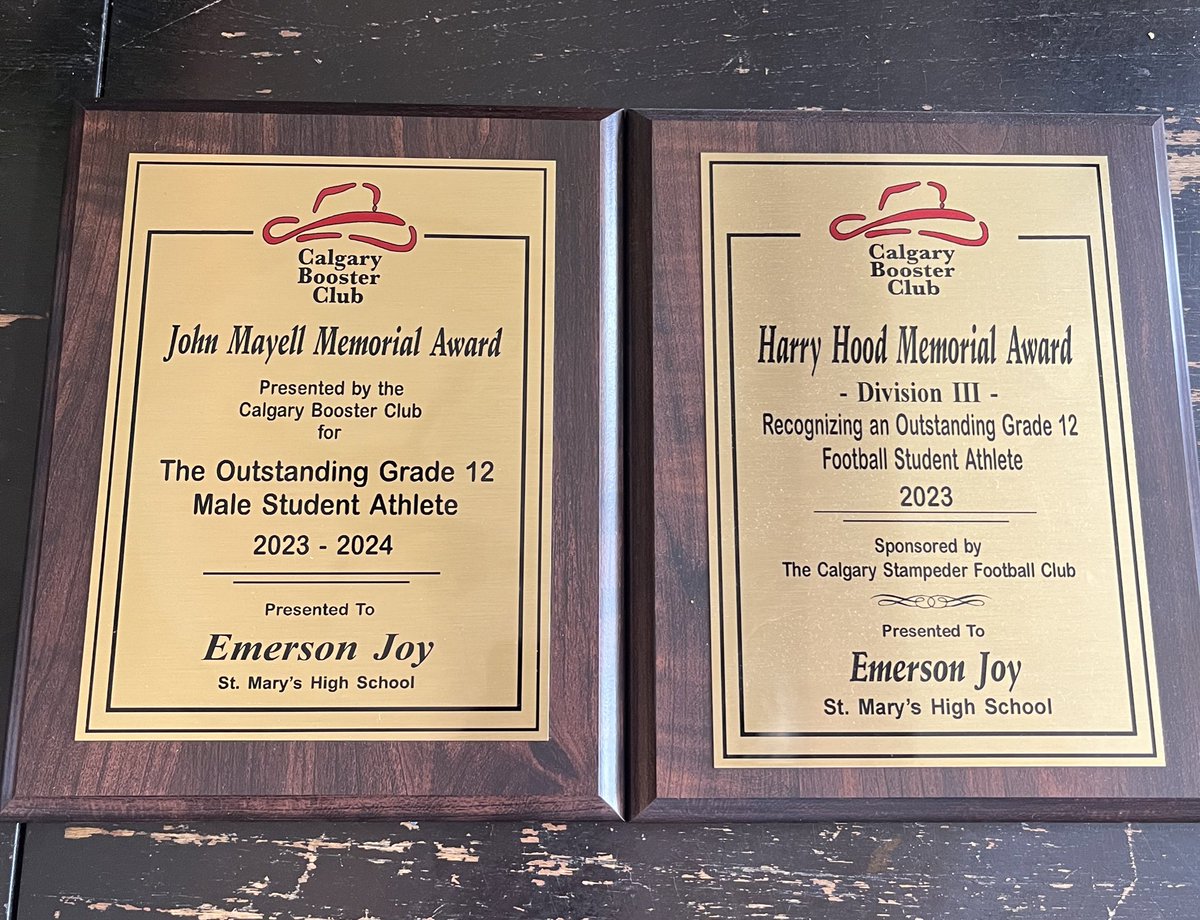 Calgary
Booster
Club
John Mayell Memorial Award
Presented by the
Calgary Booster Club
for
The Outstanding Grade 12
Male Student Athlete
2023 - 2024
Presented To
Emerson Joy
St. Mary's High School
Calgary
Booster
Club
Harry Hood Memorial Award
- Division III -
Recognizing an Outstanding Grade 12
Football Student Athlete
2023
Sponsored by
The Calgary Stampeder Football Club
Presented To
Emerson Joy
St. Mary's High School